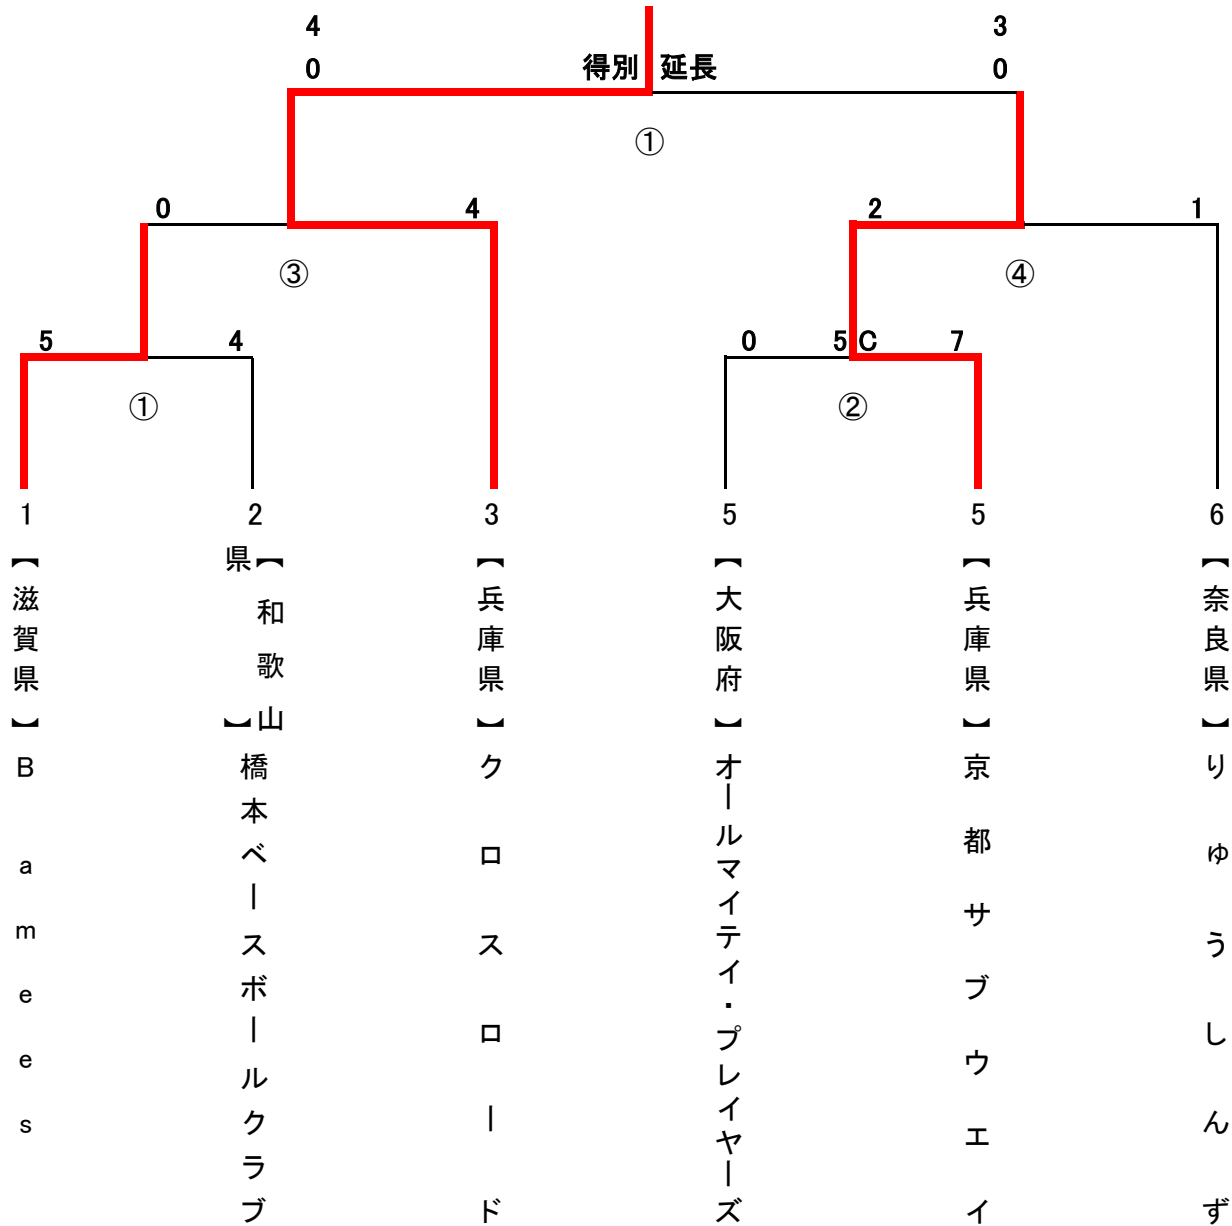 4 3
0 得別 延長 0
①
0 4 2 1
③ ④
5 4 0 5 C 7
① ②
1 2 3 5 5 6
【滋賀県】Bamees
【和歌山県】橋本ベースボールクラブ
【兵庫県】クロスロード
【大阪府】オールマイティ・プレイヤーズ
【兵庫県】京都サブウエイ
【奈良県】りゅうしんず